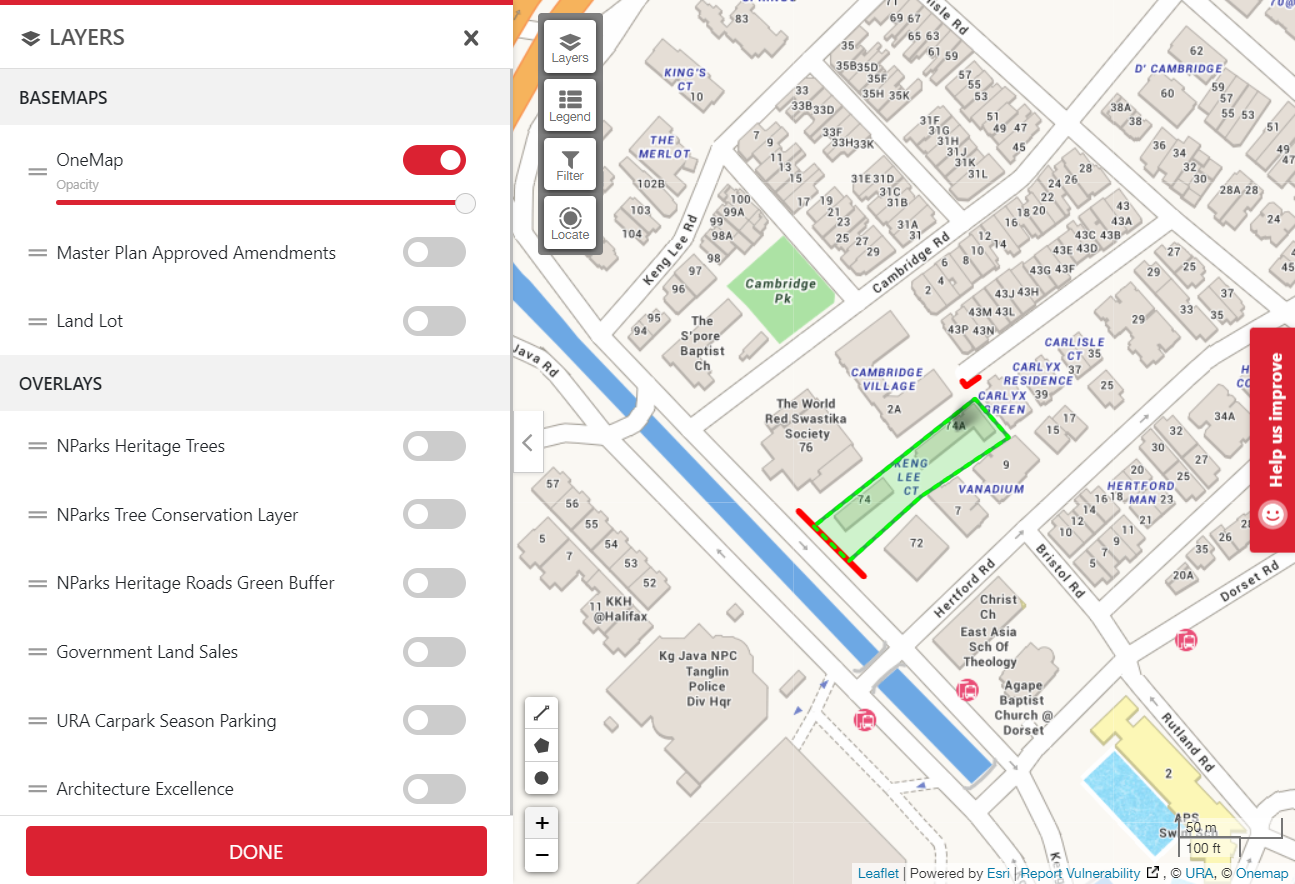 LAYERS
BASEMAPS
OneMap
Opacity
Master Plan Approved Amendments
Land Lot
OVERLAYS
NParks Heritage Trees
NParks Tree Conservation Layer
NParks Heritage Roads Green Buffer
Government Land Sales
URA Carpark Season Parking
Architecture Excellence
DONE
Layers
Legend
Filter
Locate
83
71
67 69
65 63
61
59
57
55
53
51
49 47
45
35
35B 35D
35F
35H 35K
KING'S
CT
10
33
33B 33D
33F
33H 33K
31F
31G
31H
31J
31K
31L
THE
MERLOT
102B
103
104
7 9
11
13
15
17 19
21
23
25 27
29
31E 31D
31C
31B
31A
31
100
99A
99
98A
98
97
96
95
94
Keng Lee Rd
Cambridge
Pk
Cambridge Rd
The
S'pore
Baptist
Ch
28
26
24
22
20
18
16
14
12
10
8
6
4
2
43
43A
43B
43C
43D
43E
43F
43G
43H
43J
43L
43M
43N
43P
62
D' CAMBRIDGE
60
59
57
55 53
51
49
47
38A
38
36 34
32
30
28A 28
24
45
27
25
29
37
35
33
29
CARLISLE
CT
35
37
CARLYX
RESIDENCE
39
25
CARLYX
GREEN
17
15
CAMBRIDGE
VILLAGE
2A
The World
Red Swastika
Society
76
74A
KENG
LEE
CT
74
9
VANADIUM
7
72
34A
32
30
27
25
20
18
16
14
12
10
HERTFORD
MAN 23
21
11
9
7
5
35
26
20A
Java Rd
57
56
55
54
53
52
5
7
11 KKH
@Halifax
Hertford Rd
Bristol Rd
Dorset Rd
Christ
Ch
East Asia
Sch Of
Theology
Agape
Baptist
Church @
Dorset
Kg Java NPC
Tanglin
Police
Div Hqr
Rutland Rd
2
APS
Swim Sch
Help us improve
+
−
50 m
100 ft
Leaflet | Powered by Esri | Report Vulnerability , © URA, © Onemap